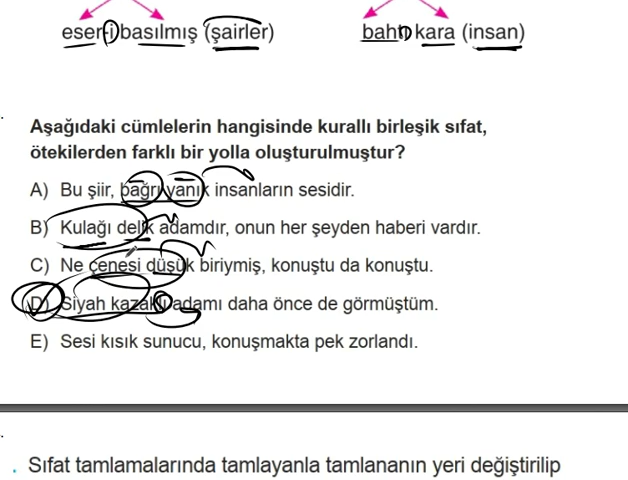 eser-i basılmış (şairler) bahtı kara (insan)
Aşağıdaki cümlelerin hangisinde kurallı birleşik sıfat,
ötekilerden farklı bir yolla oluşturulmuştur?
A) Bu şiir, bağrı yanık insanların sesidir.
B) Kulağı delik adamdır, onun her şeyden haberi vardır.
C) Ne çenesi düşük biriymiş, konuştu da konuştu.
D) Siyah kazaklı adamı daha önce de görmüştüm.
E) Sesi kısık sunucu, konuşmakta pek zorlandı.
. Sıfat tamlamalarında tamlayanla tamlananın yeri değiştirilip